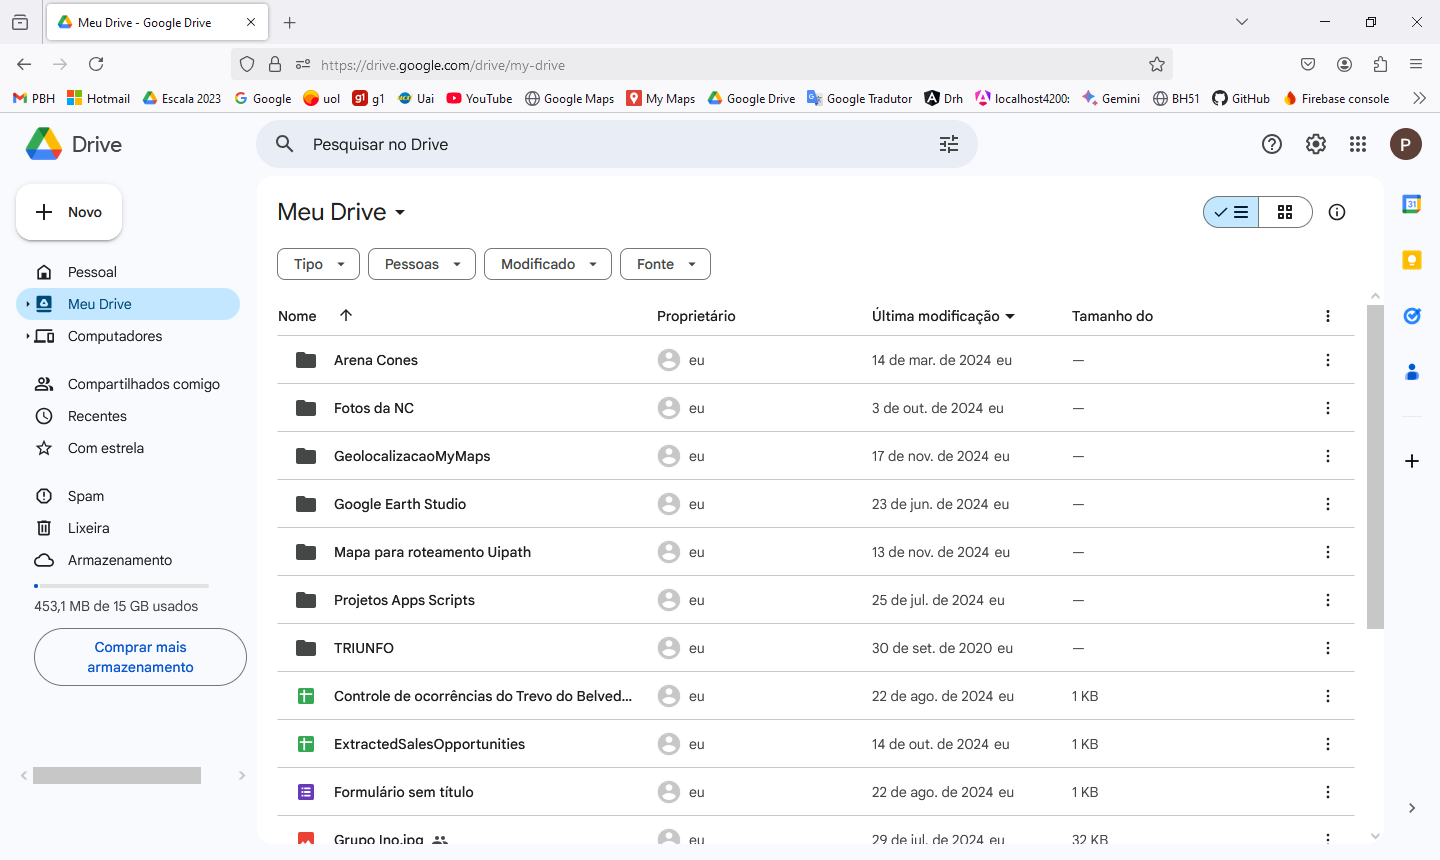 Meu Drive - Google Drive
https://drive.google.com/drive/my-drive
PBH Hotmail Escala 2023 Google uol g1 g1 Uai YouTube Google Maps My Maps Google Drive Google Tradutor Drh localhost4200: Gemini BH51 GitHub Firebase console
Drive
Pesquisar no Drive
P
Novo
Pessoal
Meu Drive
Computadores
Compartilhados comigo
Recentes
Com estrela
Spam
Lixeira
Armazenamento
453,1 MB de 15 GB usados
Comprar mais
armazenamento
Meu Drive
Tipo Pessoas Modificado Fonte
Nome Proprietário Última modificação Tamanho do
Arena Cones eu 14 de mar. de 2024 eu —
Fotos da NC eu 3 de out. de 2024 eu —
GeolocalizacaoMyMaps eu 17 de nov. de 2024 eu —
Google Earth Studio eu 23 de jun. de 2024 eu —
Mapa para roteamento Uipath eu 13 de nov. de 2024 eu —
Projetos Apps Scripts eu 25 de jul. de 2024 eu —
TRIUNFO eu 30 de set. de 2020 eu —
Controle de ocorrências do Trevo do Belved... eu 22 de ago. de 2024 eu 1 KB
ExtractedSalesOpportunities eu 14 de out. de 2024 eu 1 KB
Formulário sem título eu 22 de ago. de 2024 eu 1 KB
Grupo Ino.jpg eu 29 de jul. de 2024 eu 32 KB
31